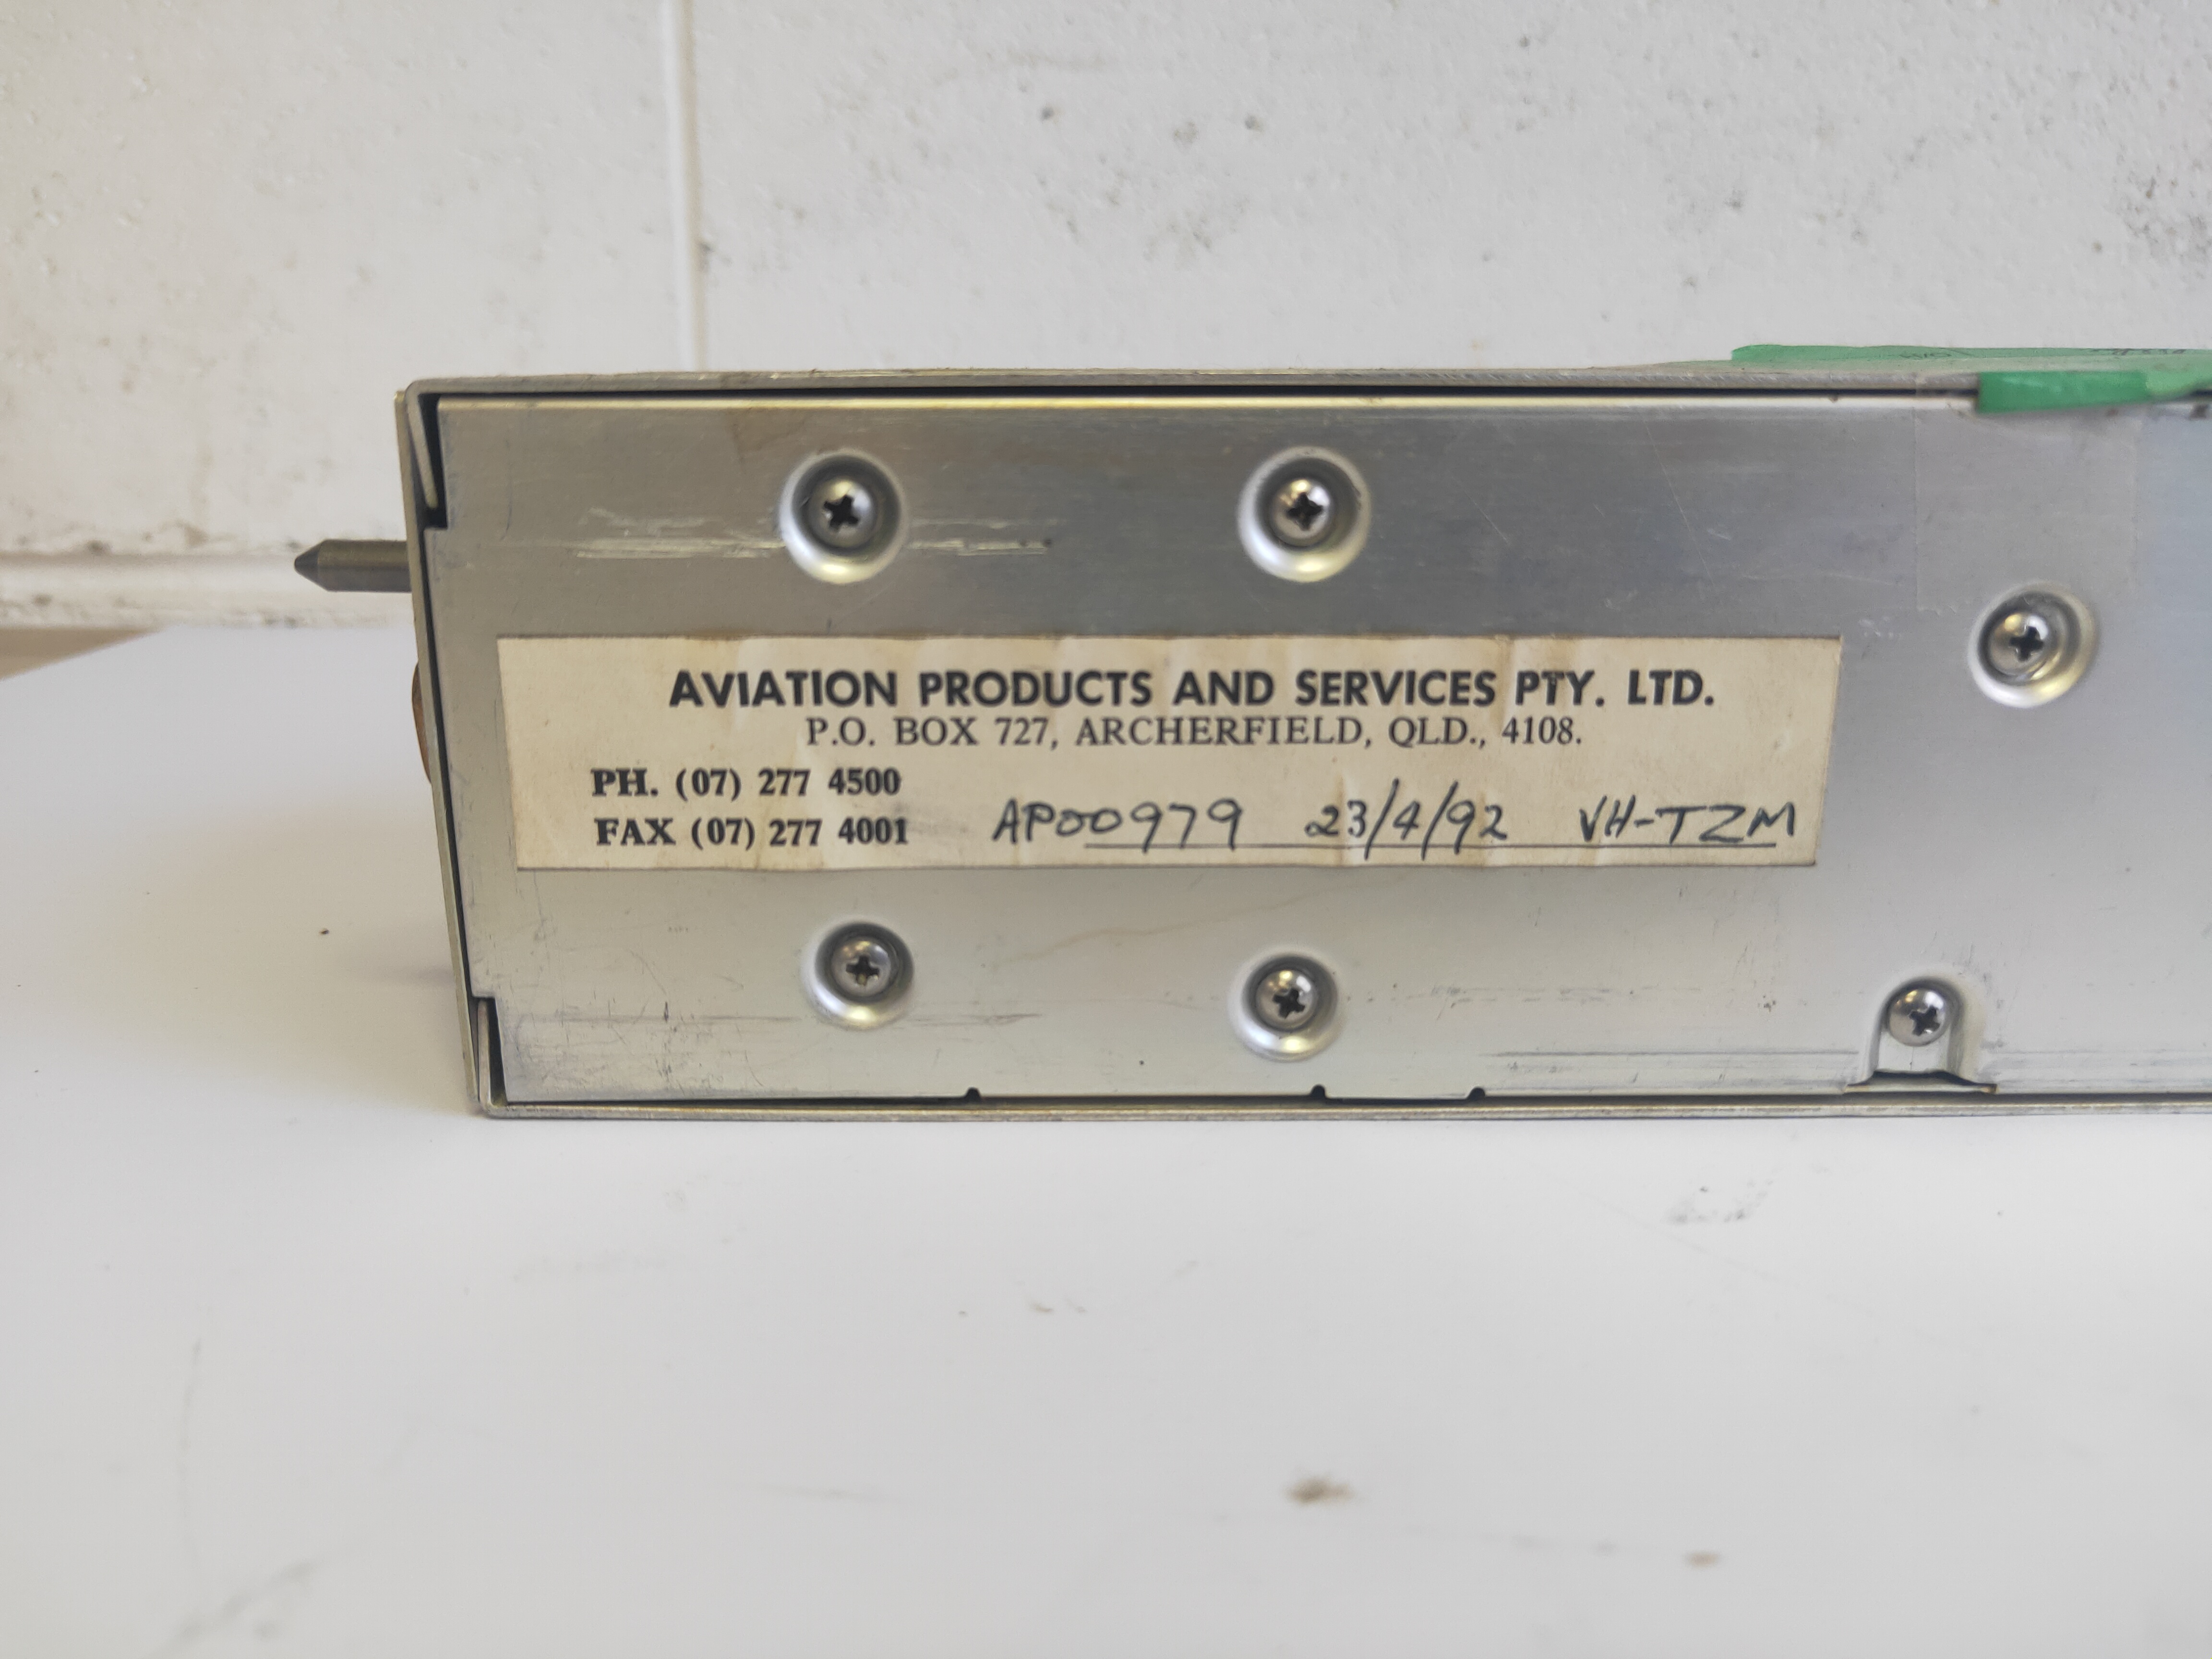 AVIATION PRODUCTS AND SERVICES PTY. LTD.
P.O. BOX 727, ARCHERFIELD, QLD., 4108.
PH. (07) 277 4500
FAX (07) 277 4001 AP00979 23/4/92 VH-TZM